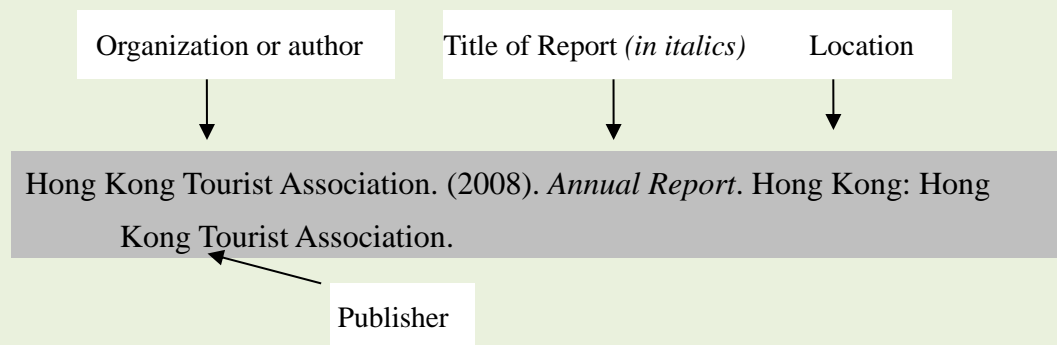 Organization or author
Title of Report (in italics) Location
Hong Kong Tourist Association. (2008). Annual Report. Hong Kong: Hong
Kong Tourist Association.
Publisher